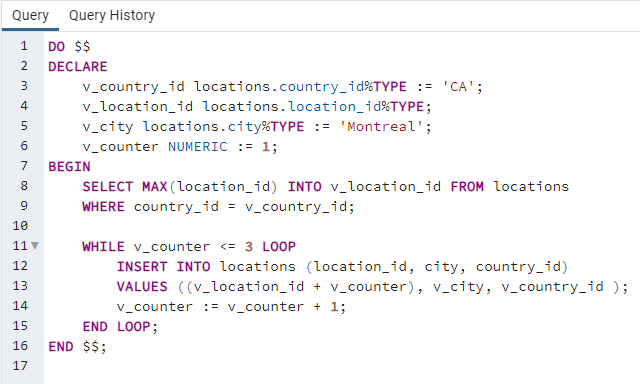 Query Query History
1 DO $$
2 DECLARE
3 v_country_id locations.country_id%TYPE := 'CA';
4 v_location_id locations.location_id%TYPE;
5 v_city locations.city%TYPE := 'Montreal';
6 v_counter NUMERIC := 1;
7 BEGIN
8 SELECT MAX(location_id) INTO v_location_id FROM locations
9 WHERE country_id = v_country_id;
10
11 WHILE v_counter <= 3 LOOP
12 INSERT INTO locations (location_id, city, country_id)
13 VALUES ((v_location_id + v_counter), v_city, v_country_id );
14 v_counter := v_counter + 1;
15 END LOOP;
16 END $$;
17